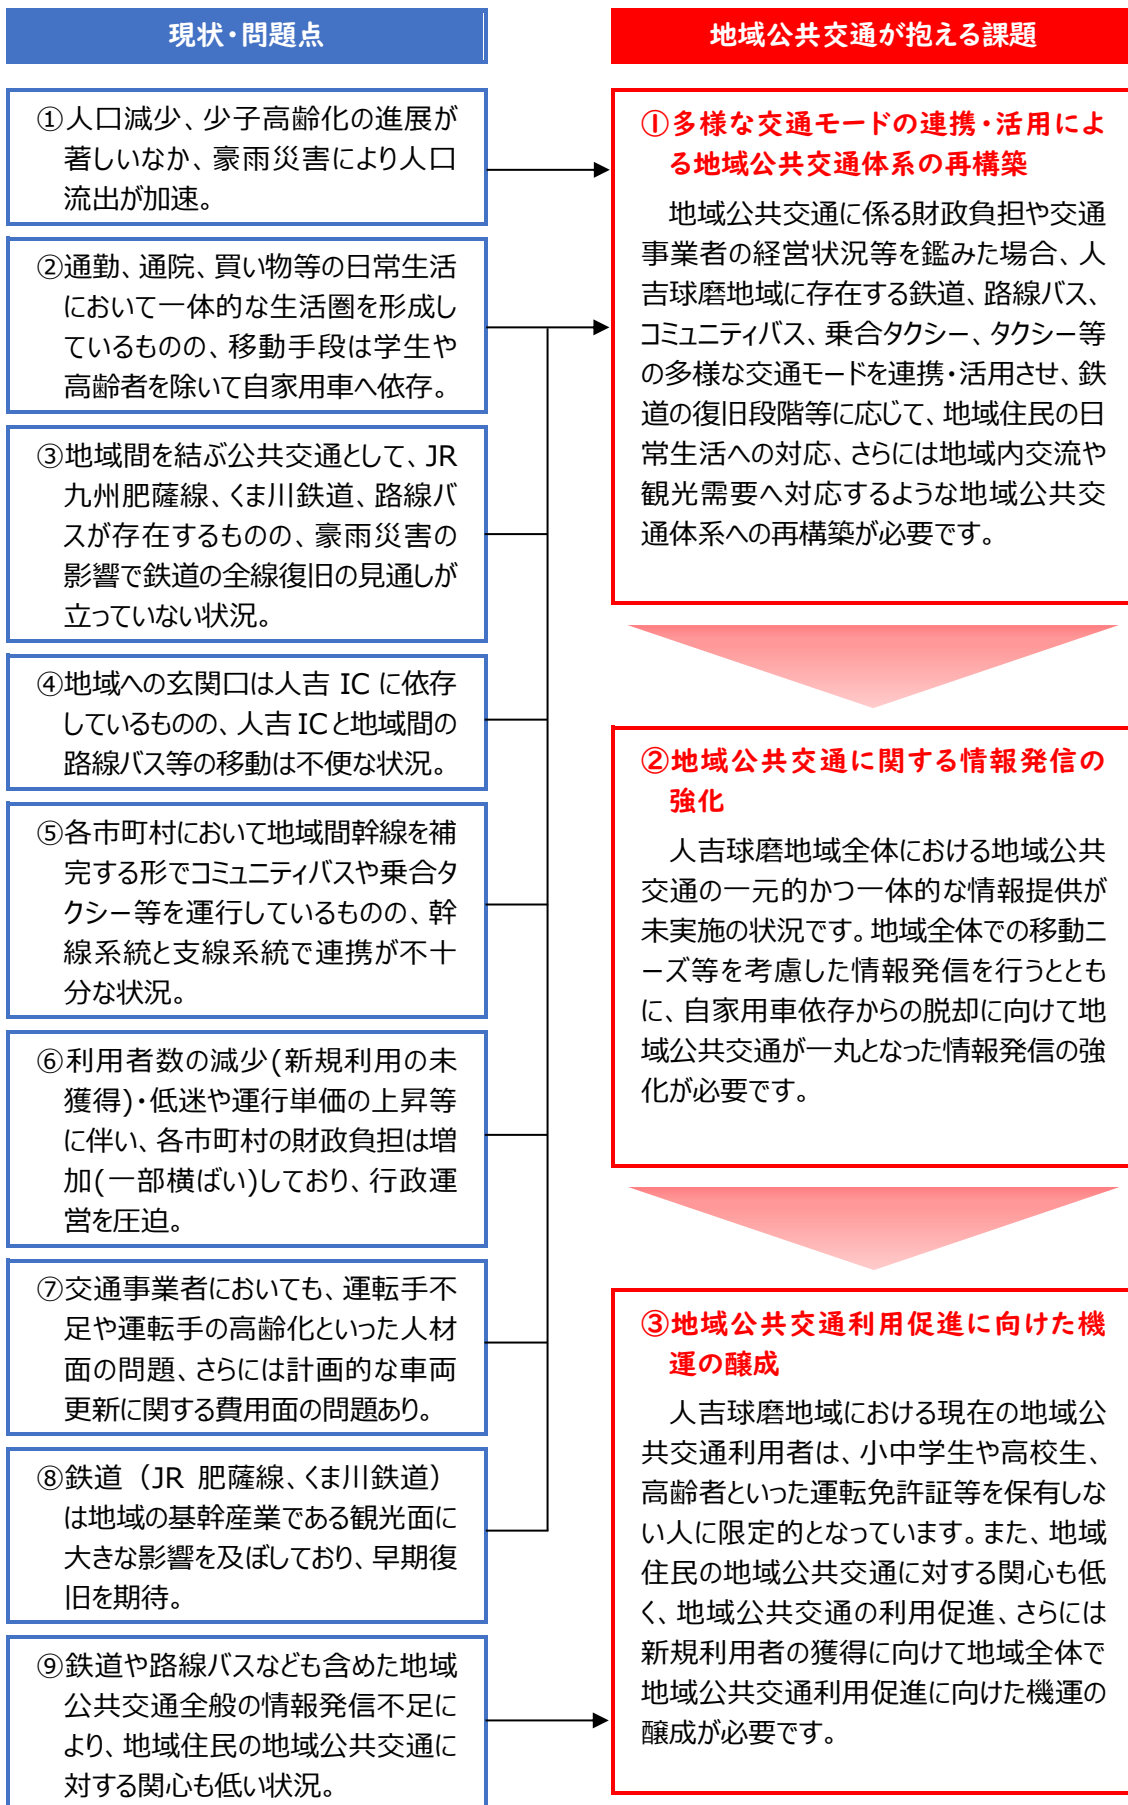 現状・問題点
①人口減少、少子高齢化の進展が
著しいなか、豪雨災害により人口
流出が加速。
②通勤、通院、買い物等の日常生活
において一体的な生活圏を形成し
ているものの、移動手段は学生や
高齢者を除いて自家用車へ依存。
③地域間を結ぶ公共交通として、JR
九州肥薩線、くま川鉄道、路線バ
スが存在するものの、豪雨災害の
影響で鉄道の全線復旧の見通しが
立っていない状況。
④地域への玄関口は人吉 IC に依存
しているものの、人吉 IC と地域間の
路線バス等の移動は不便な状況。
⑤各市町村において地域間幹線を補
完する形でコミュニティバスや乗合タ
クシー等を運行しているものの、幹
線系統と支線系統で連携が不十
分な状況。
⑥利用者数の減少(新規利用の未
獲得)・低迷や運行単価の上昇等
に伴い、各市町村の財政負担は増
加(一部横ばい)しており、行政運
営を圧迫。
⑦交通事業者においても、運転手不
足や運転手の高齢化といった人材
面の問題、さらには計画的な車両
更新に関する費用面の問題あり。
⑧鉄道（JR 肥薩線、くま川鉄道）
は地域の基幹産業である観光面に
大きな影響を及ぼしており、早期復
旧を期待。
⑨鉄道や路線バスなども含めた地域
公共交通全般の情報発信不足に
より、地域住民の地域公共交通に
対する関心も低い状況。
地域公共交通が抱える課題
①多様な交通モードの連携・活用によ
る地域公共交通体系の再構築
地域公共交通に係る財政負担や交通
事業者の経営状況等を鑑みた場合、人
吉球磨地域に存在する鉄道、路線バス、
コミュニティバス、乗合タクシー、タクシー等
の多様な交通モードを連携・活用させ、鉄
道の復旧段階等に応じて、地域住民の日
常生活への対応、さらには地域内交流や
観光需要へ対応するような地域公共交
通体系への再構築が必要です。
②地域公共交通に関する情報発信の
強化
人吉球磨地域全体における地域公共
交通の一元的かつ一体的な情報提供が
未実施の状況です。地域全体での移動ニ
ーズ等を考慮した情報発信を行うととも
に、自家用車依存からの脱却に向けて地
域公共交通が一丸となった情報発信の強
化が必要です。
③地域公共交通利用促進に向けた機
運の醸成
人吉球磨地域における現在の地域公
共交通利用者は、小中学生や高校生、
高齢者といった運転免許証等を保有しな
い人に限定的となっています。また、地域
住民の地域公共交通に対する関心も低
く、地域公共交通の利用促進、さらには
新規利用者の獲得に向けて地域全体で
地域公共交通利用促進に向けた機運の
醸成が必要です。